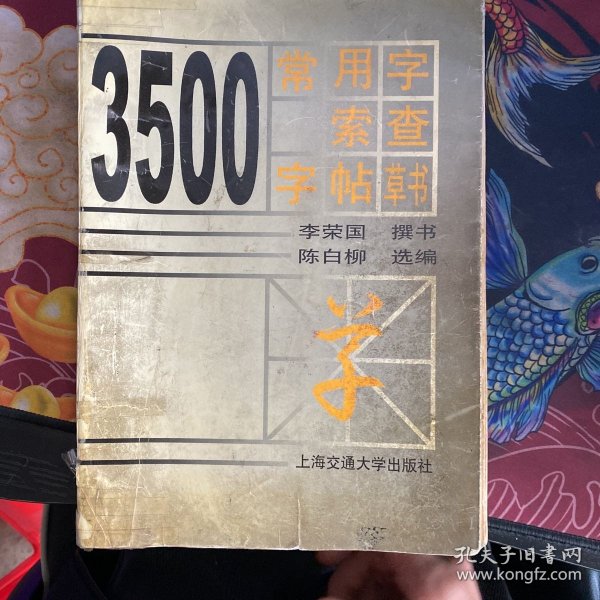 3500
常用字
索查
字帖草书
李荣国 撰书
陈白柳 选编
上海交通大学出版社
孔夫子旧书网
www.kongfz.com